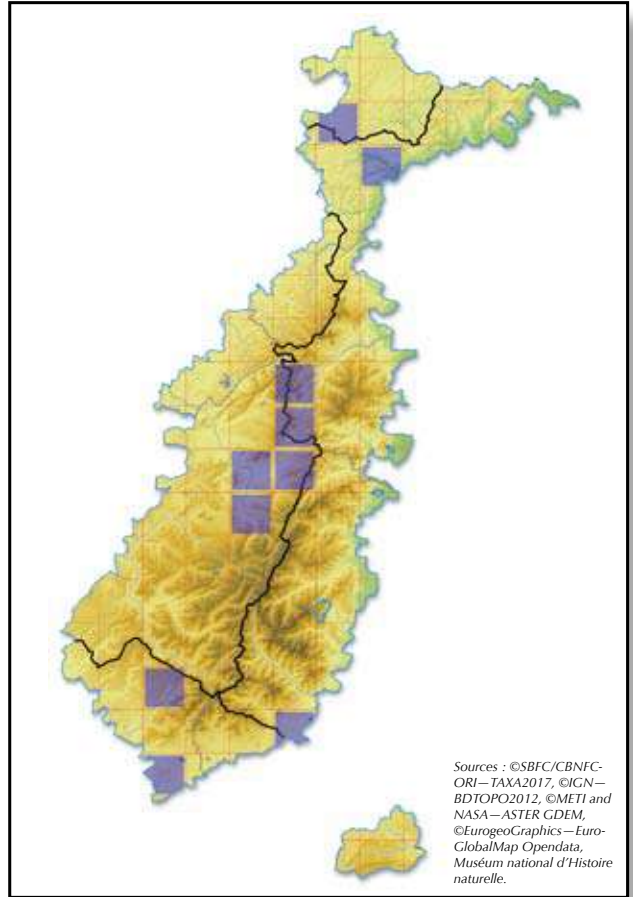 Sources : ©SBFC/CBNFC-
ORI—TAXA2017, ©IGN—
BDTOPO2012, ©METI and
NASA—ASTER GDEM,
©EurogeoGraphics—Euro-
GlobalMap Opendata,
Muséum national d’Histoire
naturelle.